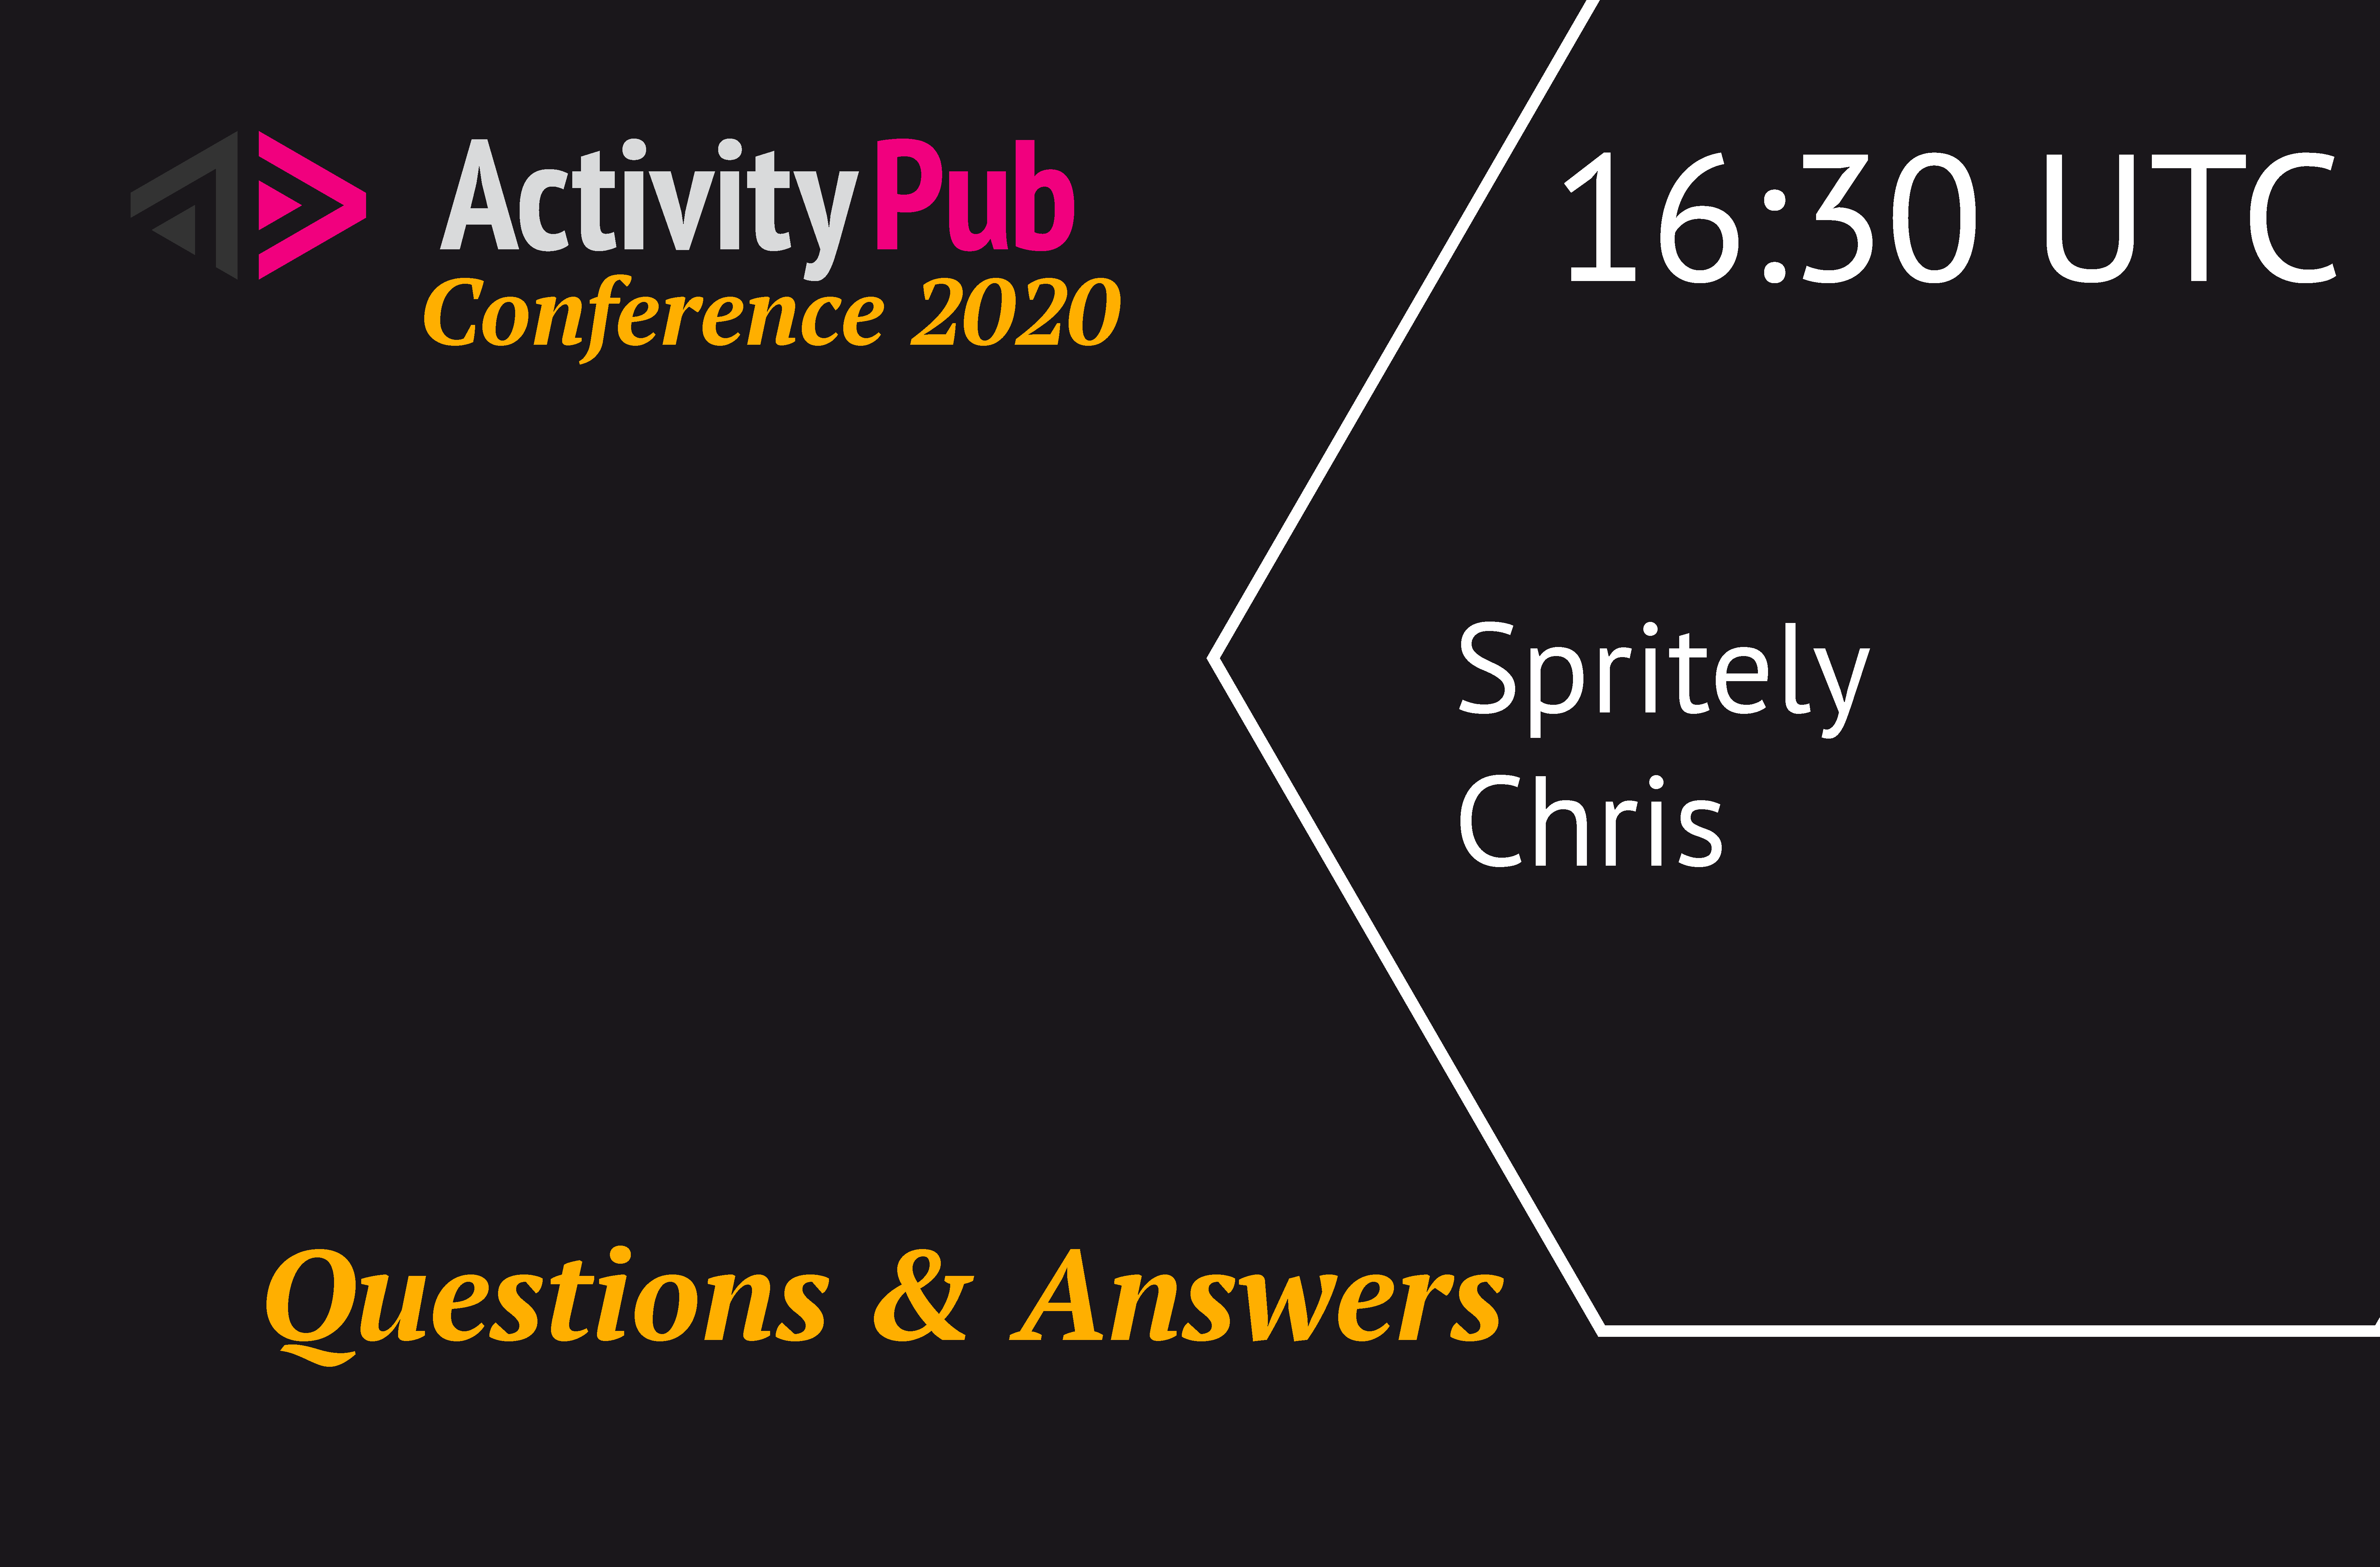 ActivityPub
Conference 2020
16:30 UTC
Spritely
Chris
Questions & Answers